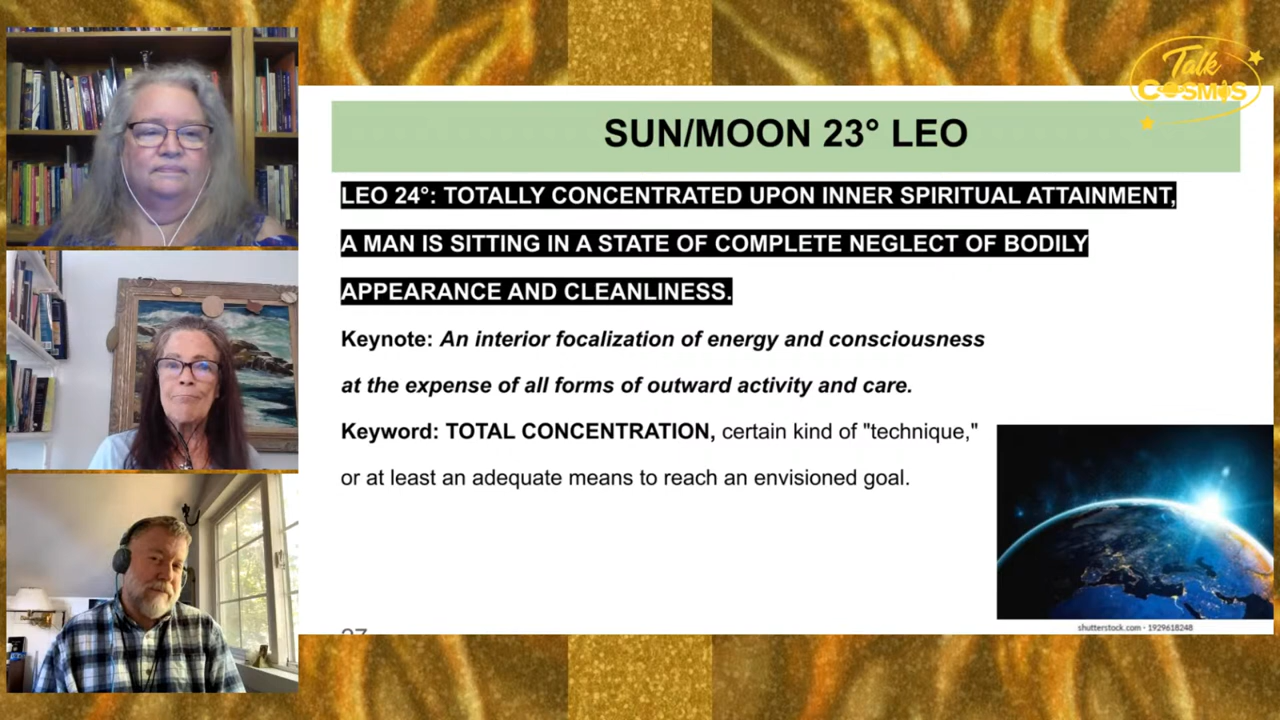 Talk
COSMIS
SUN/MOON 23° LEO
LEO 24°: TOTALLY CONCENTRATED UPON INNER SPIRITUAL ATTAINMENT,
A MAN IS SITTING IN A STATE OF COMPLETE NEGLECT OF BODILY
APPEARANCE AND CLEANLINESS.
Keynote: An interior focalization of energy and consciousness
at the expense of all forms of outward activity and care.
Keyword: TOTAL CONCENTRATION, certain kind of "technique,"
or at least an adequate means to reach an envisioned goal.
shutterstock.com · 1929618248